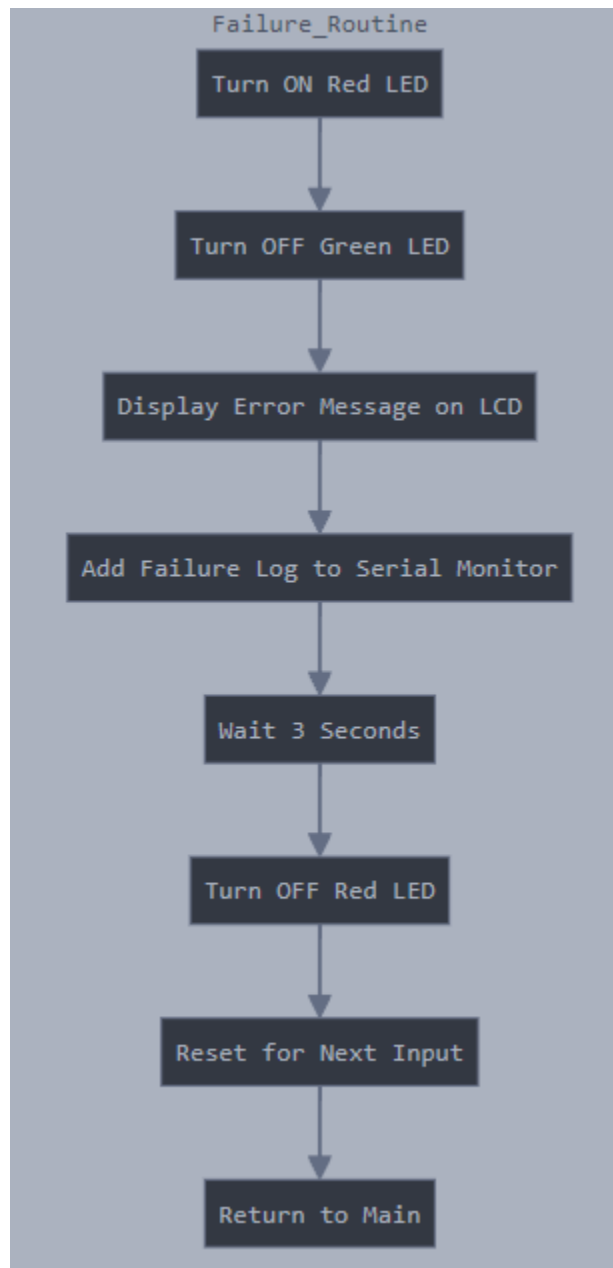 Failure_Routine
Turn ON Red LED
Turn OFF Green LED
Display Error Message on LCD
Add Failure Log to Serial Monitor
Wait 3 Seconds
Turn OFF Red LED
Reset for Next Input
Return to Main